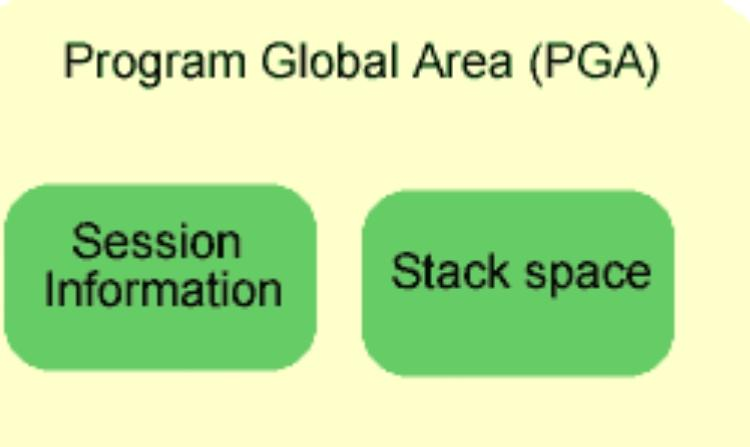 Program Global Area (PGA)
Session
Information
Stack space